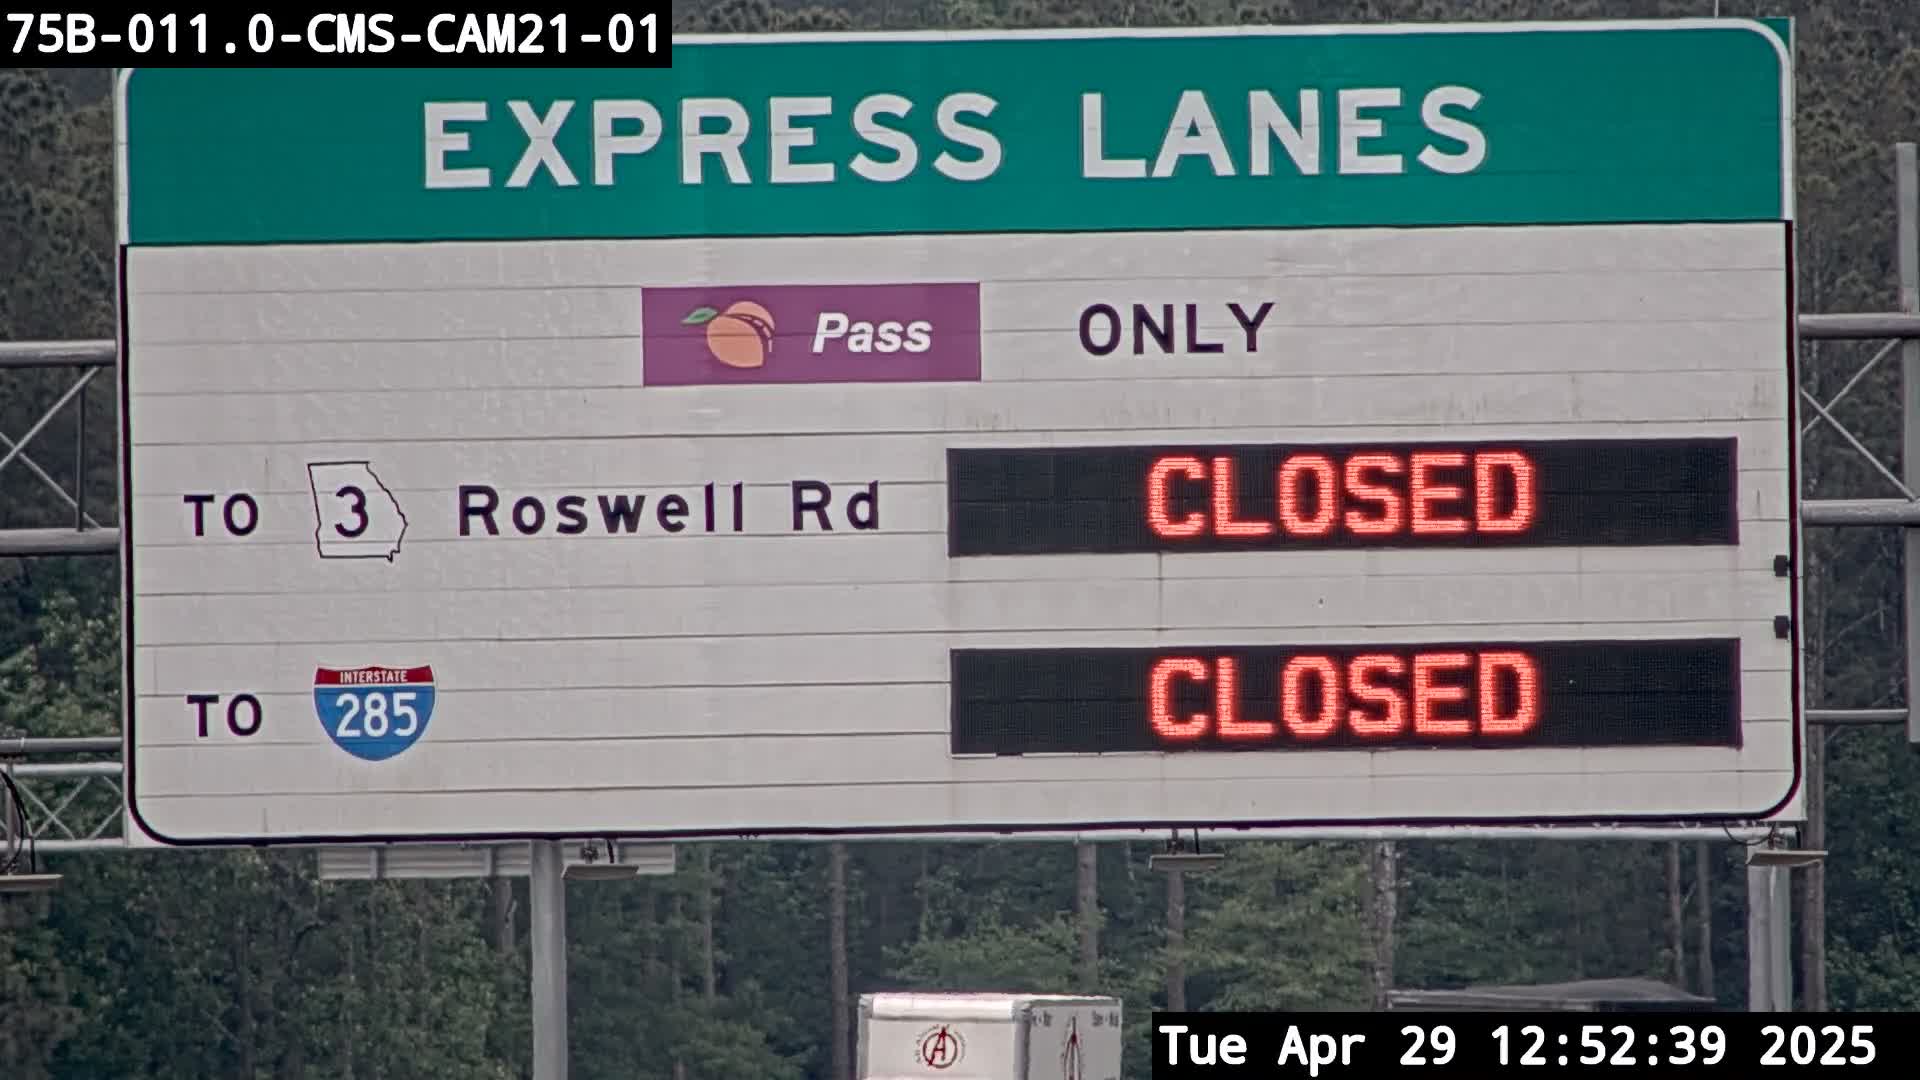 75B-011.0-CMS-CAM21-01
EXPRESS LANES
Pass ONLY
TO 3 Roswell Rd CLOSED
TO INTERSTATE 285 CLOSED
Tue Apr 29 12:52:39 2025